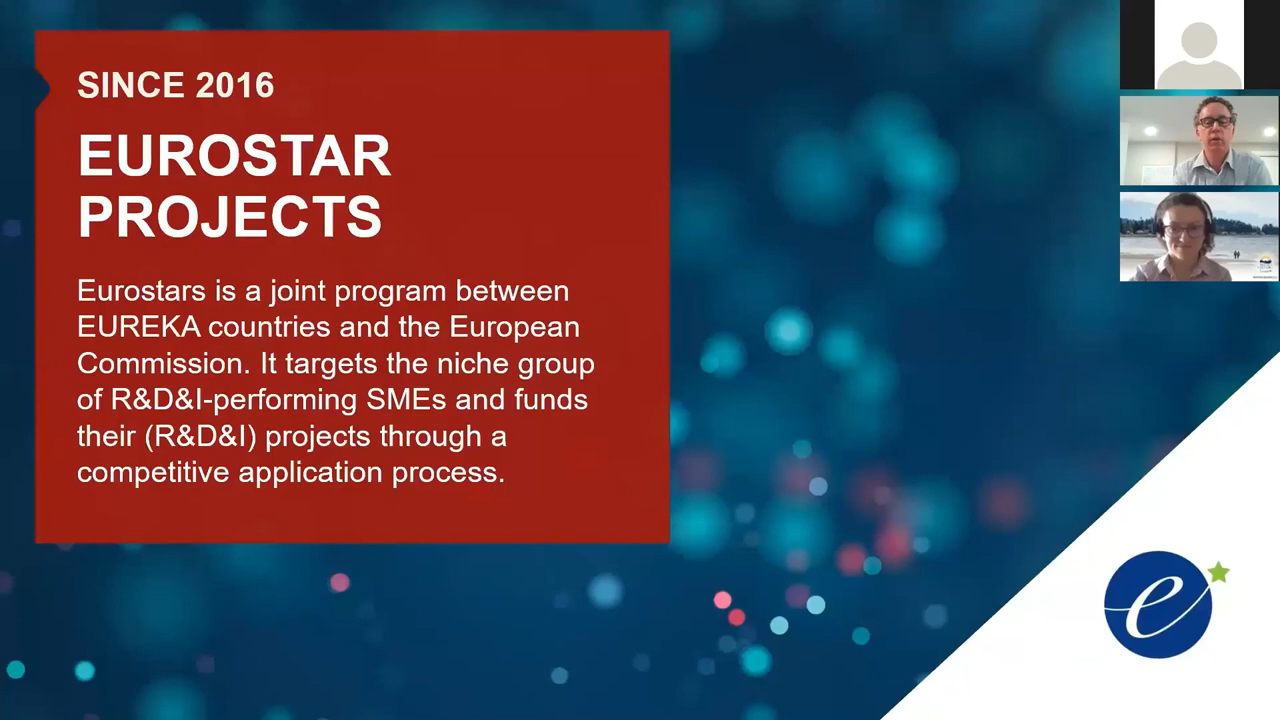 SINCE 2016
EUROSTAR
PROJECTS
Eurostars is a joint program between
EUREKA countries and the European
Commission. It targets the niche group
of R&D&I-performing SMEs and funds
their (R&D&I) projects through a
competitive application process.
e